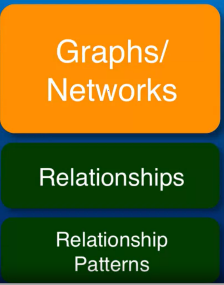 Graphs/
Networks
Relationships
Relationship
Patterns